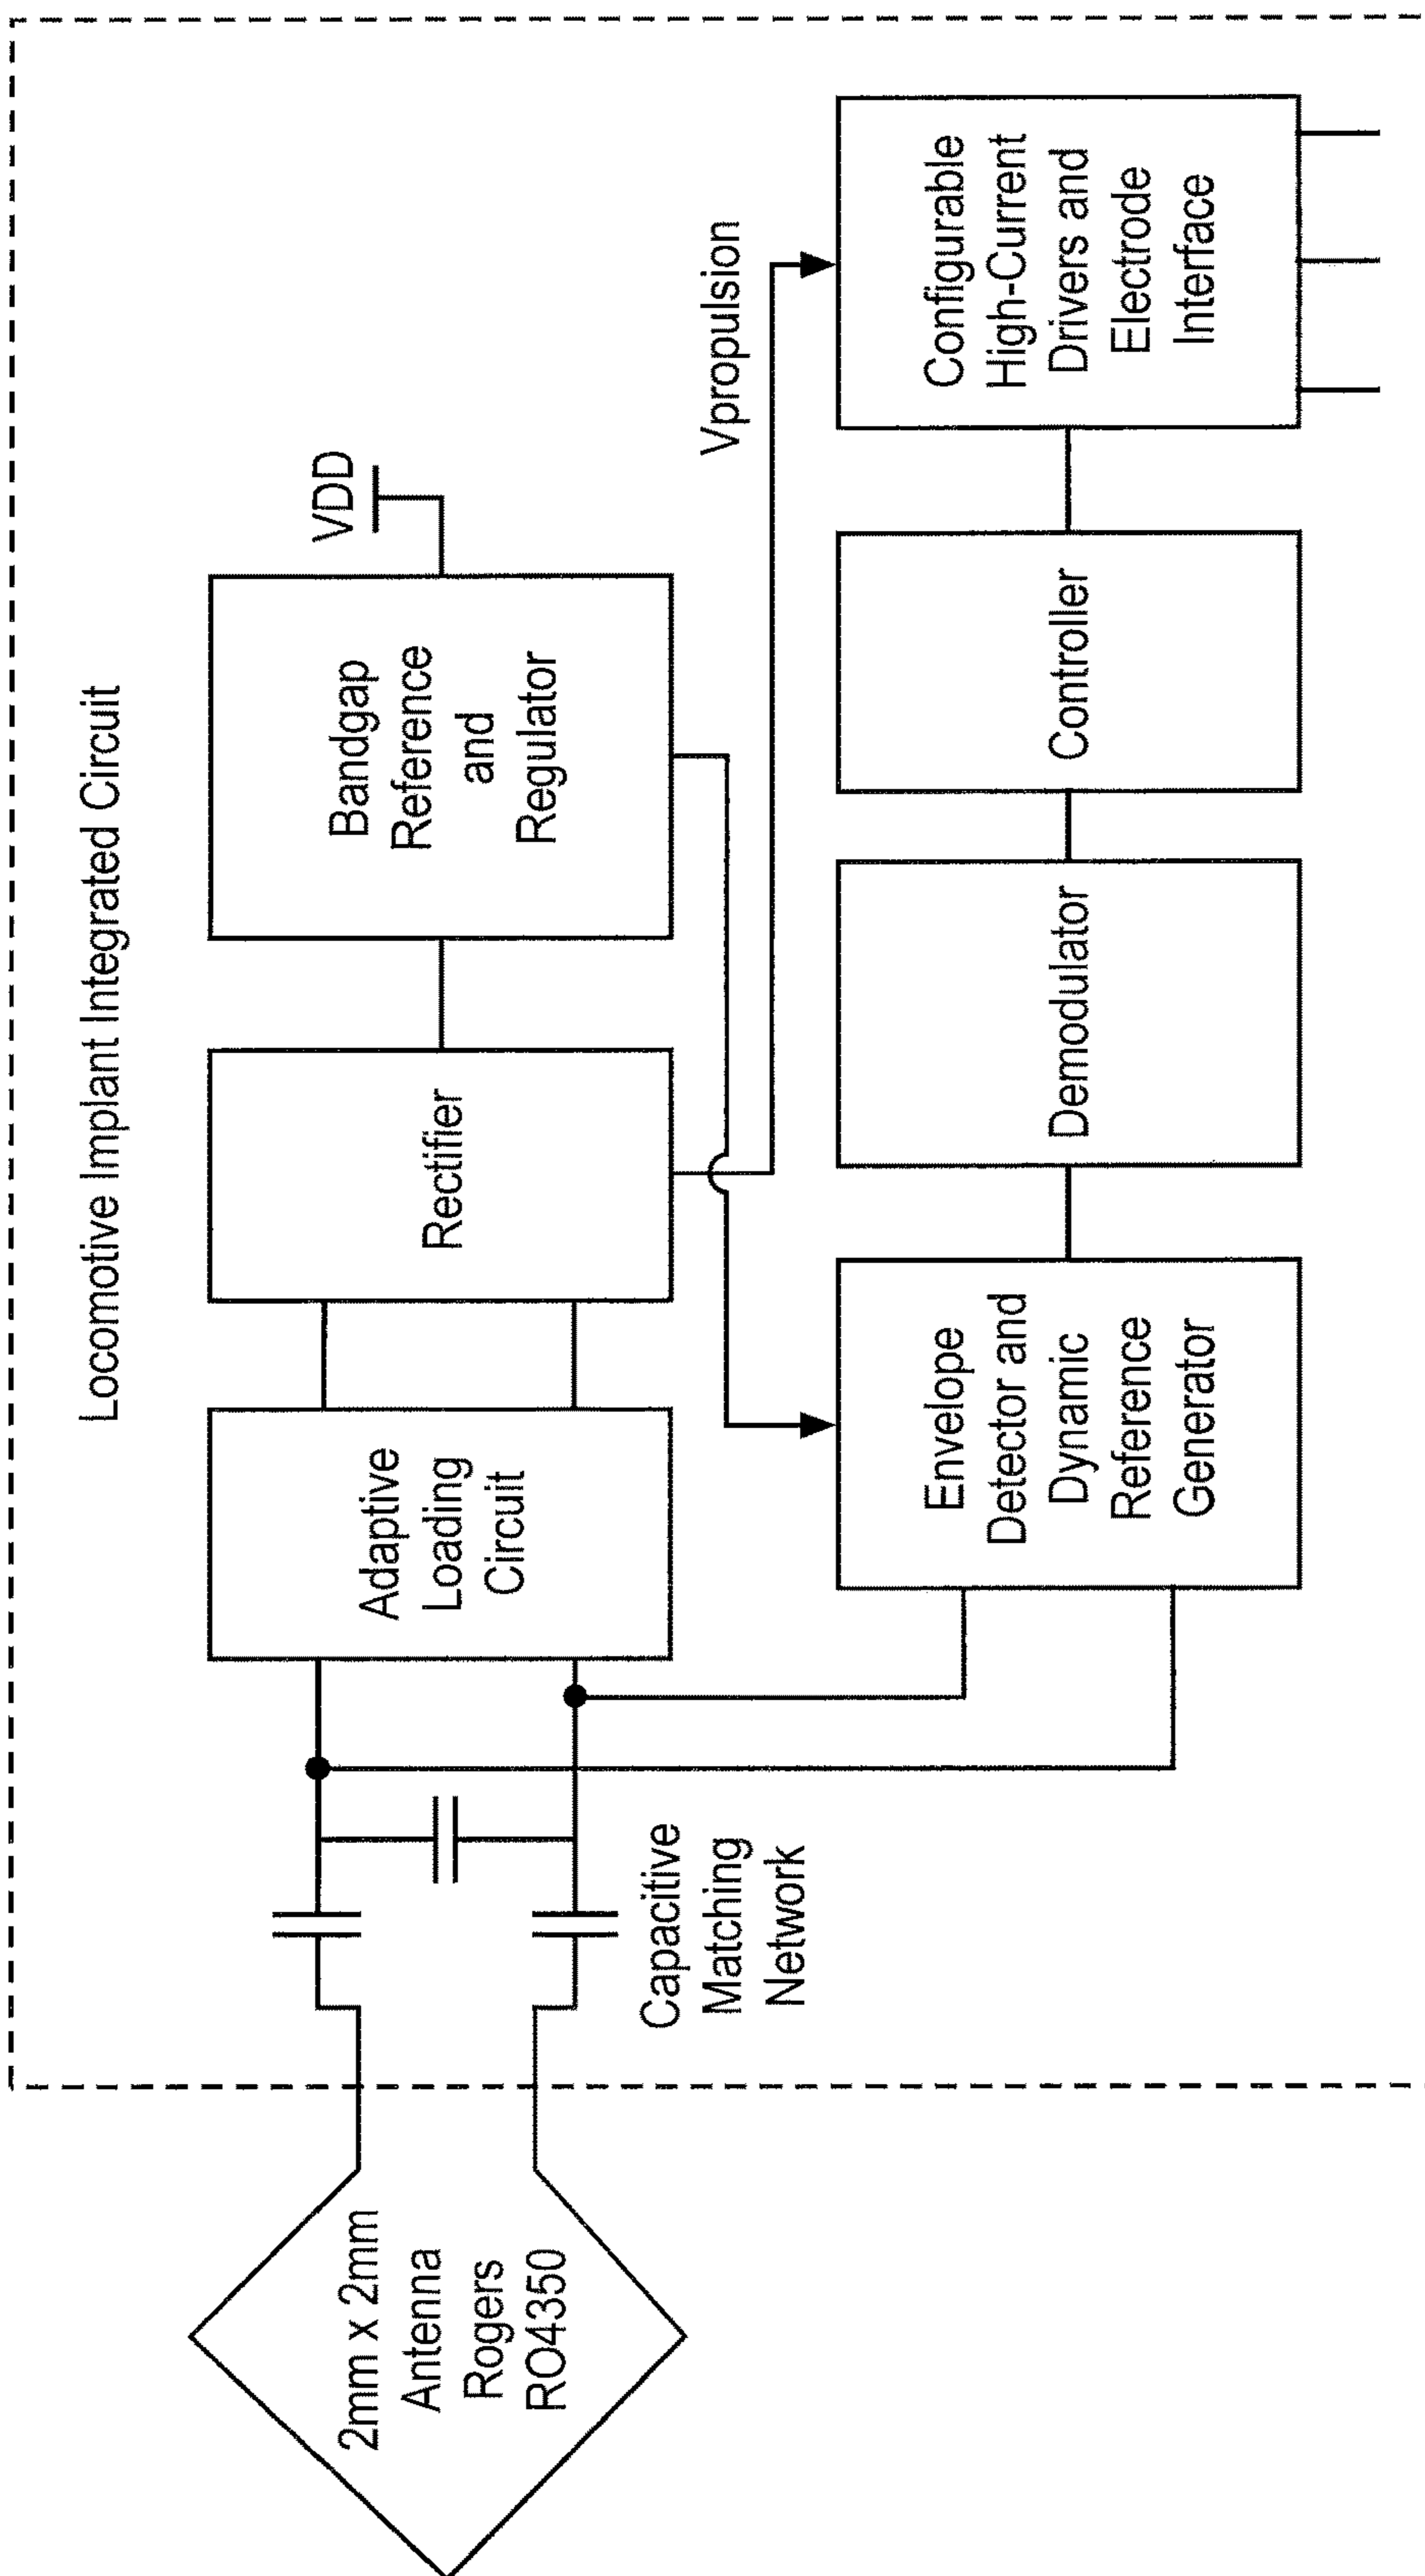 Locomotive Implant Integrated Circuit
2mm x 2mm
Antenna
Rogers
RO4350
Capacitive
Matching
Network
Adaptive
Loading
Circuit
Rectifier
Bandgap
Reference
and
Regulator
VDD
Vpropulsion
Envelope
Detector and
Dynamic
Reference
Generator
Demodulator
Controller
Configurable
High-Current
Drivers and
Electrode
Interface